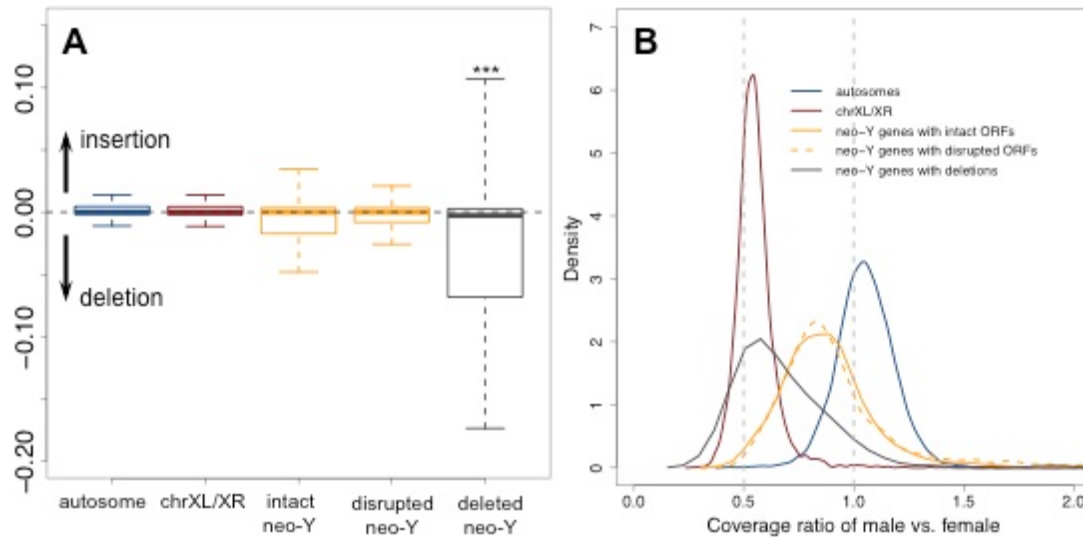 A
0.10
0.00
−0.10
−0.20
insertion
deletion
***
autosome
chrXL/XR
intact
neo-Y
disrupted
neo-Y
deleted
neo-Y
B
Density
7
6
5
4
3
2
1
0
autosomes
chrXL/XR
neo−Y genes with intact ORFs
neo−Y genes with disrupted ORFs
neo−Y genes with deletions
0.0
0.5
1.0
1.5
2.0
Coverage ratio of male vs. female